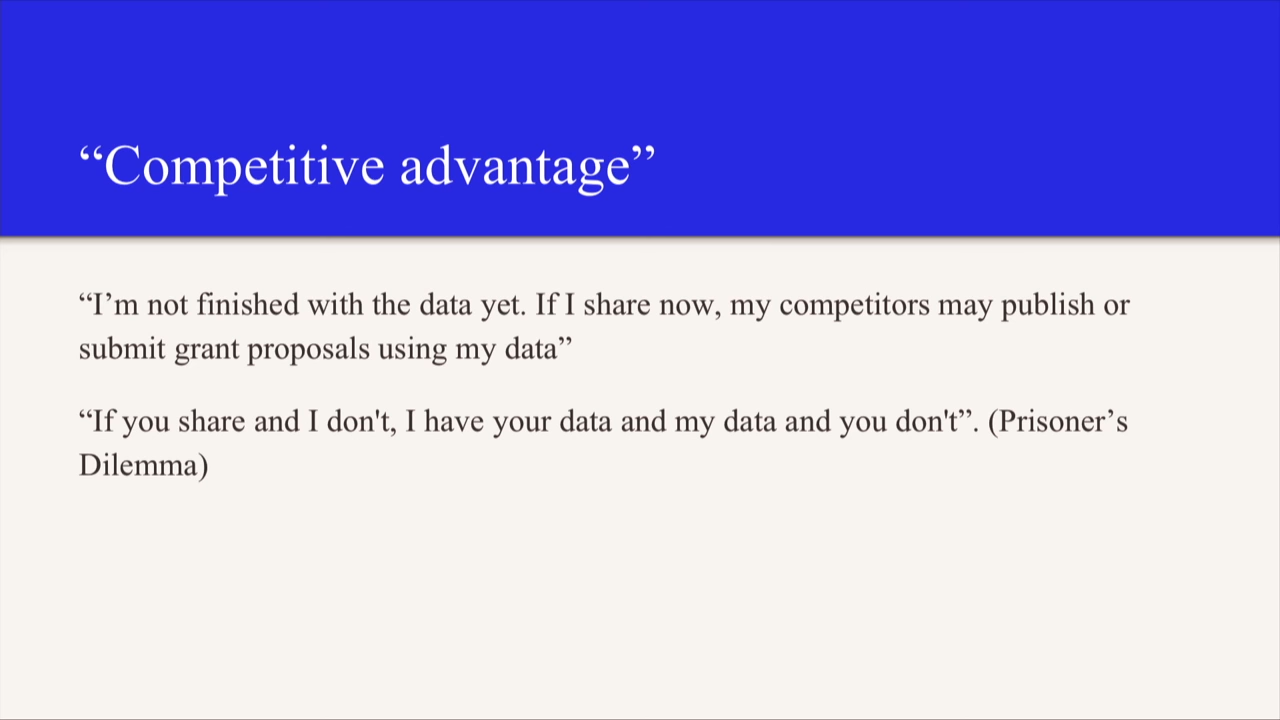 “Competitive advantage”
“I’m not finished with the data yet. If I share now, my competitors may publish or
submit grant proposals using my data”
“If you share and I don't, I have your data and my data and you don't”. (Prisoner’s
Dilemma)